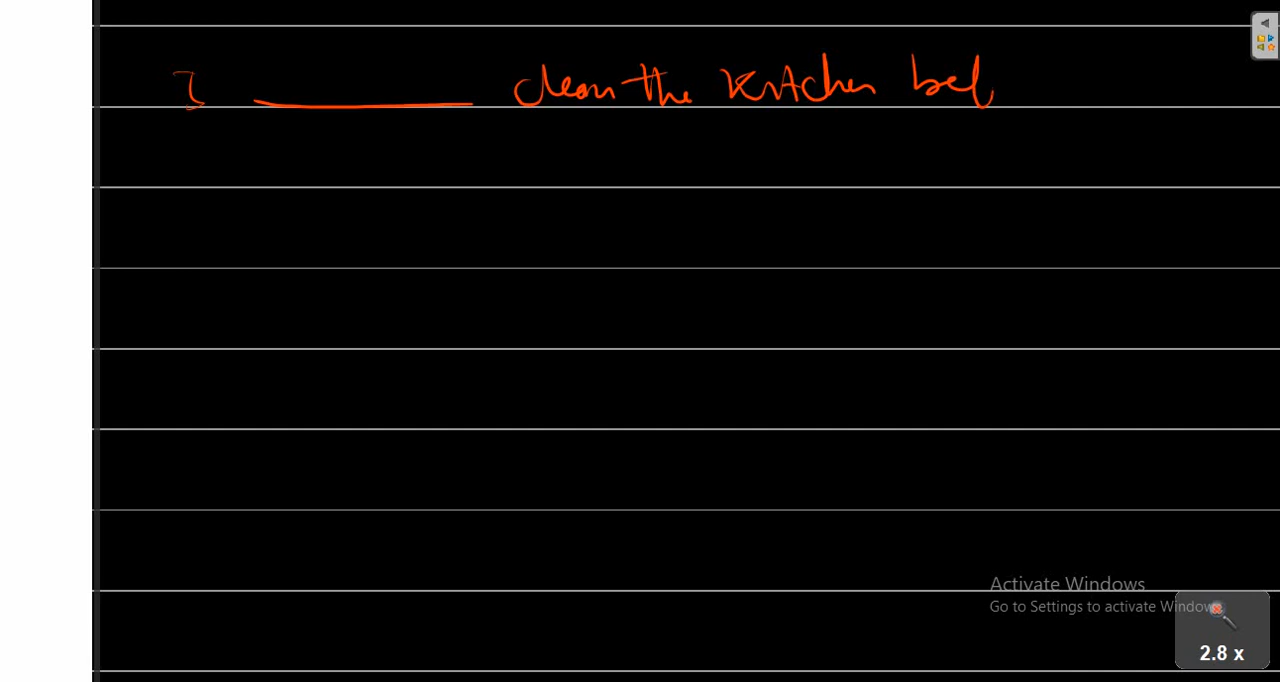 I ______ clean the kitchen bef
Activate Windows
Go to Settings to activate Windows
2.8 x